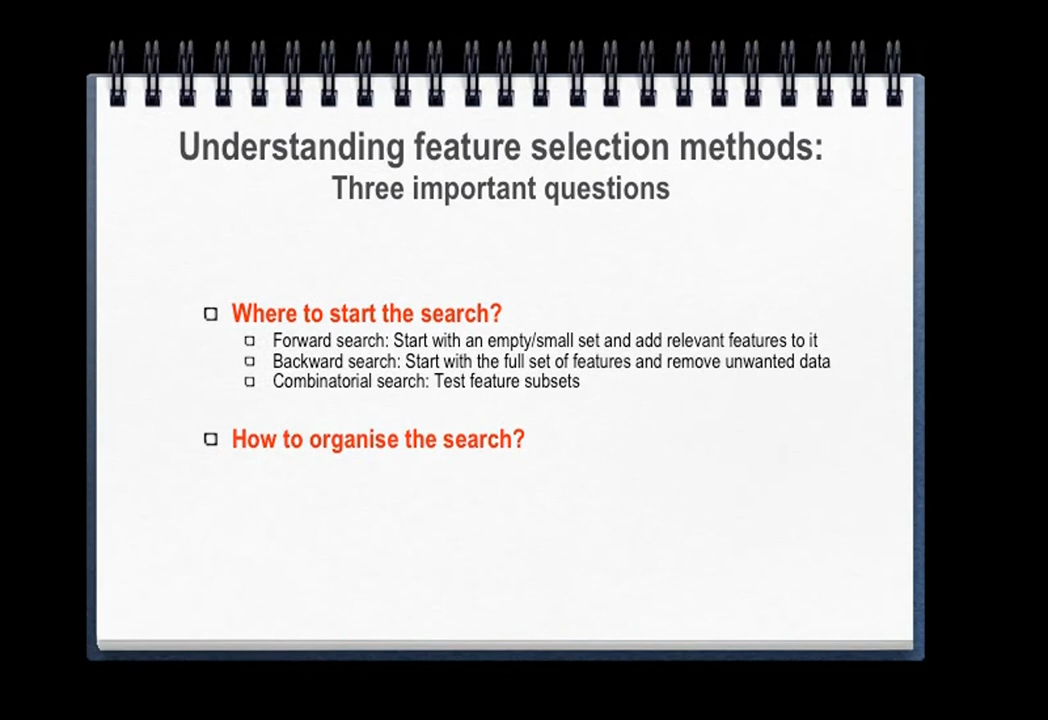 Understanding feature selection methods:
Three important questions
Where to start the search?
Forward search: Start with an empty/small set and add relevant features to it
Backward search: Start with the full set of features and remove unwanted data
Combinatorial search: Test feature subsets
How to organise the search?